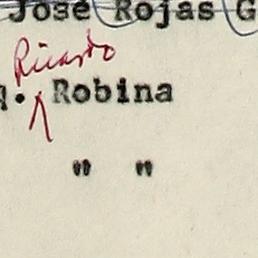 José Rojas G
Ricardo
q. Robina
" "